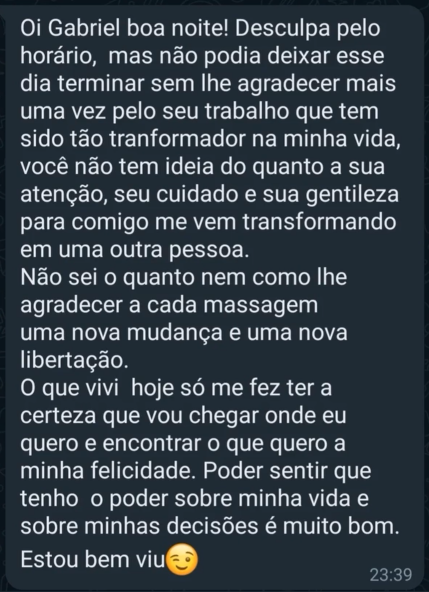 Oi Gabriel boa noite! Desculpa pelo
horário,  mas não podia deixar esse
dia terminar sem lhe agradecer mais
uma vez pelo seu trabalho que tem
sido tão tranformador na minha vida,
você não tem ideia do quanto a sua
atenção, seu cuidado e sua gentileza
para comigo me vem transformando
em uma outra pessoa.
Não sei o quanto nem como lhe
agradecer a cada massagem
uma nova mudança e uma nova
libertação.
O que vivi  hoje só me fez ter a
certeza que vou chegar onde eu
quero e encontrar o que quero a
minha felicidade. Poder sentir que
tenho  o poder sobre minha vida e
sobre minhas decisões é muito bom.
Estou bem viu😉
23:39